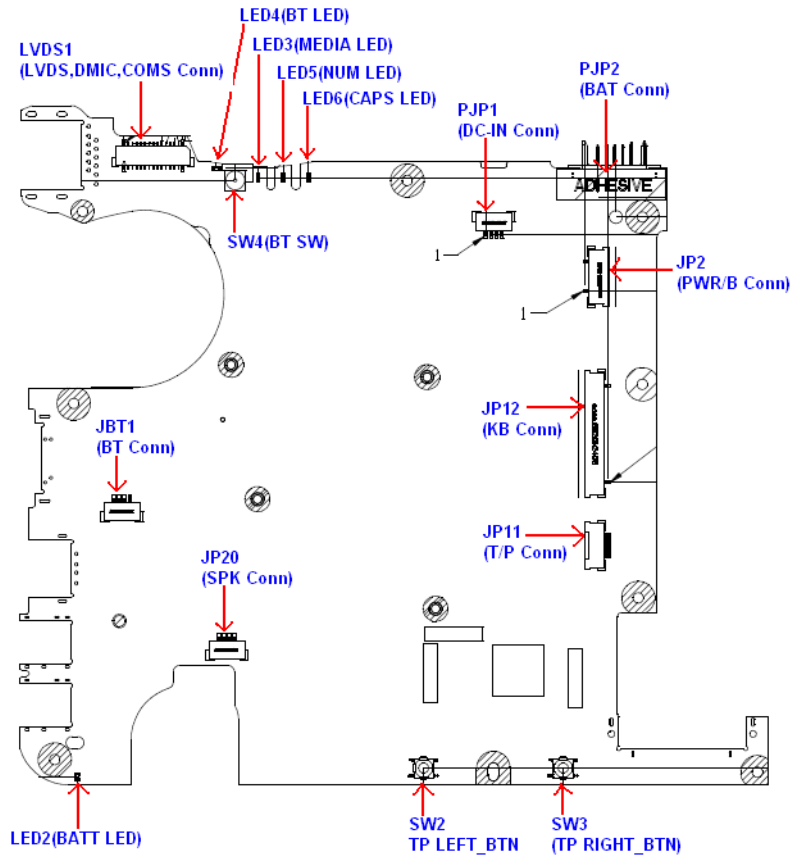 LED4(BT LED)
LVDS1
(LVDS,DMIC,COMS Conn)
LED3(MEDIA LED)
LED5(NUM LED)
LED6(CAPS LED)
PJP1
(DC-IN Conn)
PJP2
(BAT Conn)
ADHESIVE
SW4(BT SW)
1
JP2
(PWR/B Conn)
1
JP12
(KB Conn)
JBT1
(BT Conn)
JP11
(T/P Conn)
JP20
(SPK Conn)
LED2(BATT LED)
SW2
TP LEFT_BTN
SW3
(TP RIGHT_BTN)